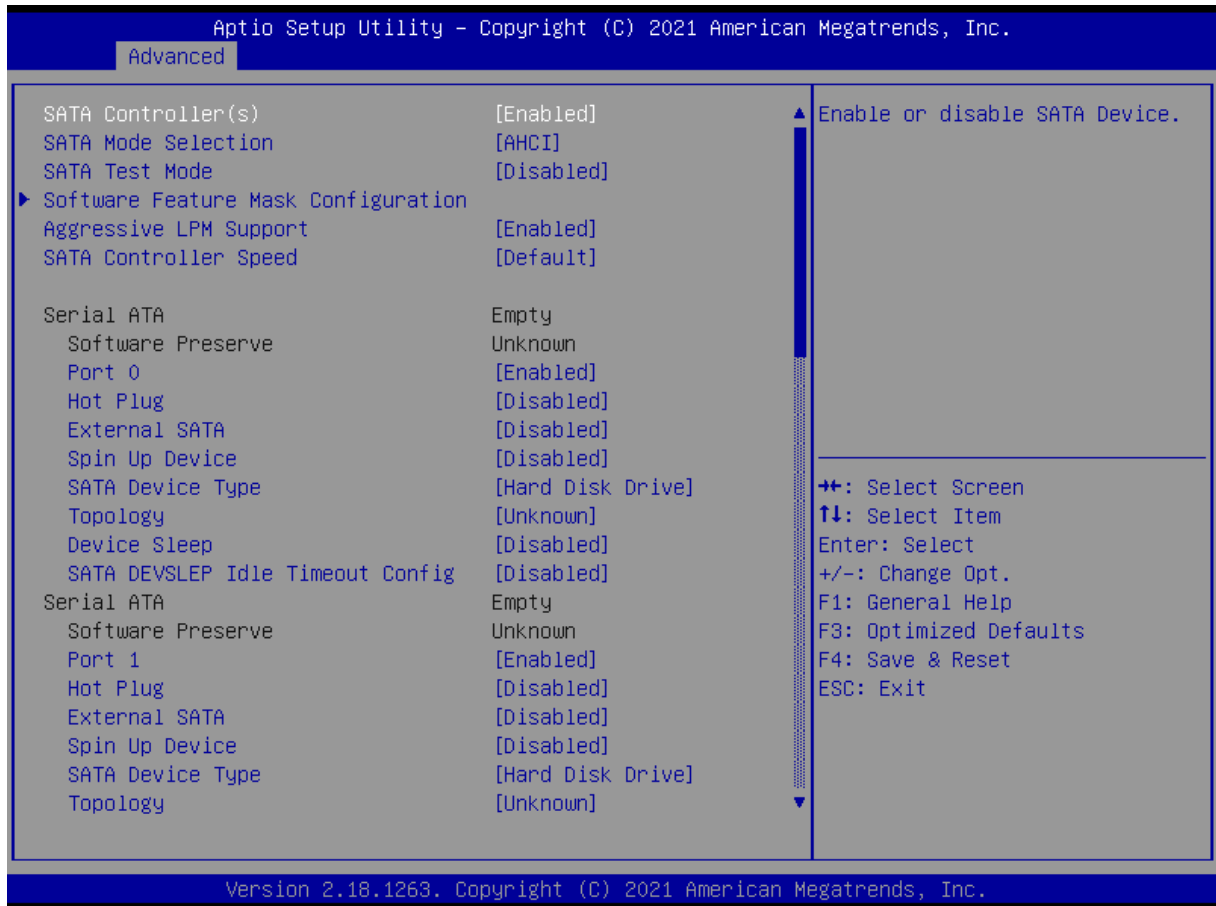 Aptio Setup Utility – Copyright (C) 2021 American Megatrends, Inc.
Advanced
SATA Controller(s) [Enabled]
SATA Mode Selection [AHCI]
SATA Test Mode [Disabled]
Software Feature Mask Configuration
Aggressive LPM Support [Enabled]
SATA Controller Speed [Default]
Serial ATA Empty
Software Preserve Unknown
Port 0 [Enabled]
Hot Plug [Disabled]
External SATA [Disabled]
Spin Up Device [Disabled]
SATA Device Type [Hard Disk Drive]
Topology [Unknown]
Device Sleep [Disabled]
SATA DEVSLEP Idle Timeout Config [Disabled]
Serial ATA Empty
Software Preserve Unknown
Port 1 [Enabled]
Hot Plug [Disabled]
External SATA [Disabled]
Spin Up Device [Disabled]
SATA Device Type [Hard Disk Drive]
Topology [Unknown]
Enable or disable SATA Device.
→←: Select Screen
↑↓: Select Item
Enter: Select
+/-: Change Opt.
F1: General Help
F3: Optimized Defaults
F4: Save & Reset
ESC: Exit
Version 2.18.1263. Copyright (C) 2021 American Megatrends, Inc.